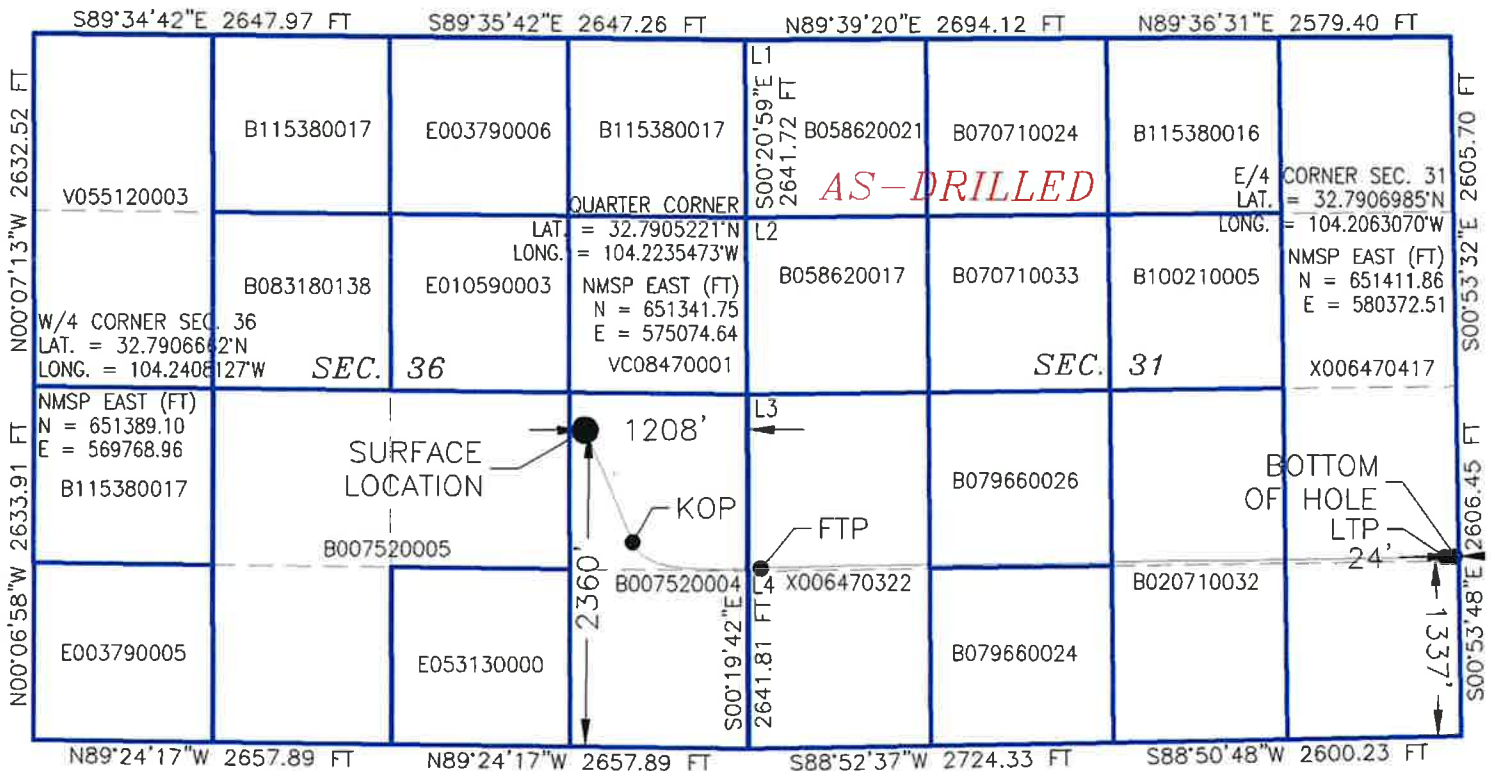 S89°34'42"E 2647.97 FT
S89°35'42"E 2647.26 FT
N89°39'20"E 2694.12 FT
N89°36'31"E 2579.40 FT
N00°07'13"W 2632.52 FT
N00°06'58"W 2633.91 FT
V055120003
B115380017
E003790006
B115380017
L1
S00°20'59"E
2641.72 FT
B058620021
B070710024
B115380016
AS-DRILLED
E/4 CORNER SEC. 31
LAT. = 32.7906985°N
LONG. = 104.2063070°W
NMSP EAST (FT)
N = 651411.86
E = 580372.51
S00°53'32"E 2605.70 FT
QUARTER CORNER
LAT. = 32.7905221°N
LONG. = 104.2235473°W
NMSP EAST (FT)
N = 651341.75
E = 575074.64
VC08470001
L2
B083180138
E010590003
B058620017
B070710033
B100210005
W/4 CORNER SEC. 36
LAT. = 32.7906662°N
LONG. = 104.2408127°W
NMSP EAST (FT)
N = 651389.10
E = 569768.96
SEC. 36
SEC. 31
X006470417
B115380017
SURFACE
LOCATION
1208'
L3
KOP
FTP
B079660026
BOTTOM
OF HOLE
LTP
24'
B007520005
2360'
B007520004
L4
X006470322
B020710032
S00°53'48"E 2606.45 FT
E003790005
E053130000
S00°19'42"E
2641.81 FT
B079660024
1337'
N89°24'17"W 2657.89 FT
N89°24'17"W 2657.89 FT
S88°52'37"W 2724.33 FT
S88°50'48"W 2600.23 FT